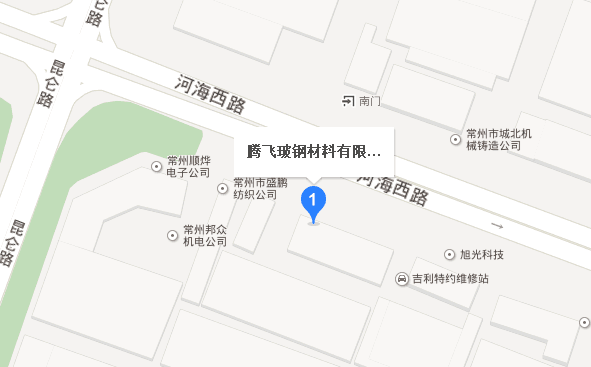 昆仑路
河海西路
南门
常州市城北机
械铸造公司
腾飞玻钢材料有限...
常州顺烨
电子公司
河海西路
常州市盛鹏
纺织公司
1
昆仑路
常州邦众
机电公司
旭光科技
吉利特约维修站